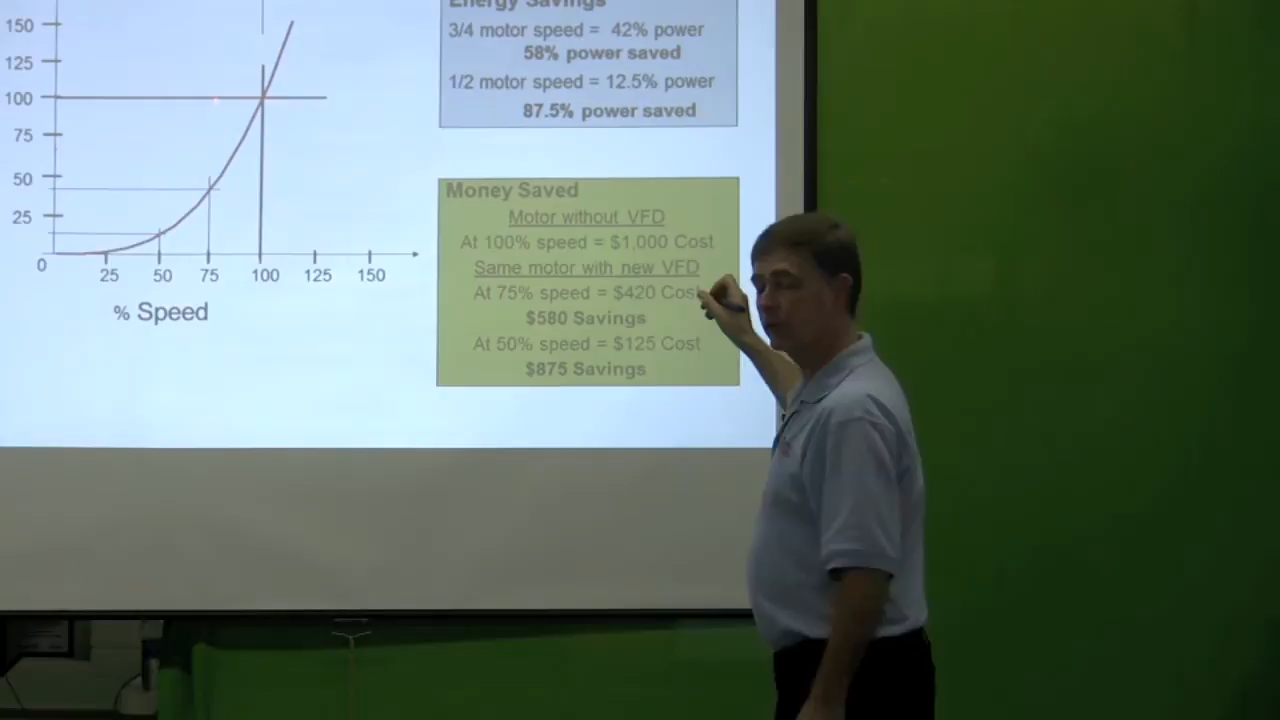 150
125
100
75
50
25
0
25 50 75 100 125 150
% Speed
Energy Savings
3/4 motor speed = 42% power
58% power saved
1/2 motor speed = 12.5% power
87.5% power saved
Money Saved
Motor without VFD
At 100% speed = $1,000 Cost
Same motor with new VFD
At 75% speed = $420 Cost
$580 Savings
At 50% speed = $125 Cost
$875 Savings